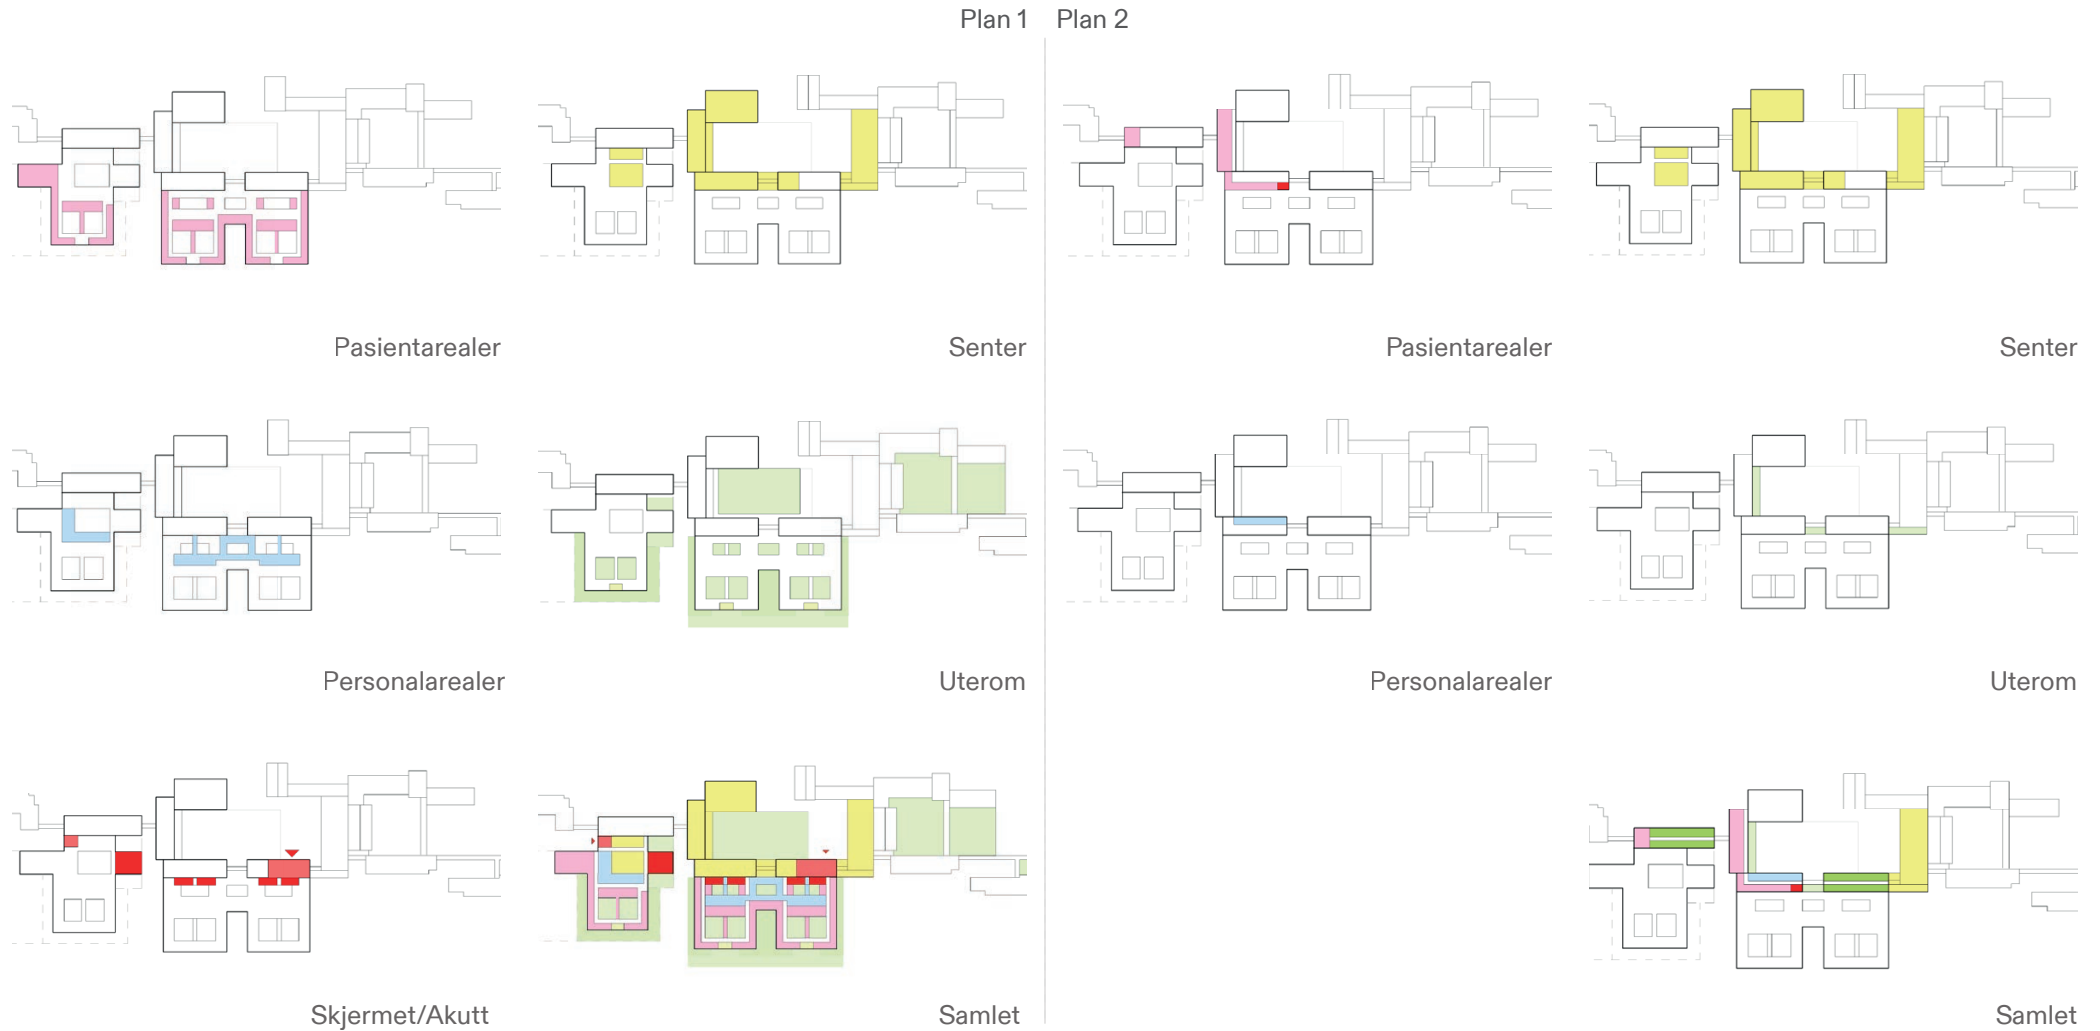 Plan 1
Plan 2
Pasientarealer
Senter
Pasientarealer
Senter
Personalarealer
Uterom
Personalarealer
Uterom
Skjermet/Akutt
Samlet
Samlet